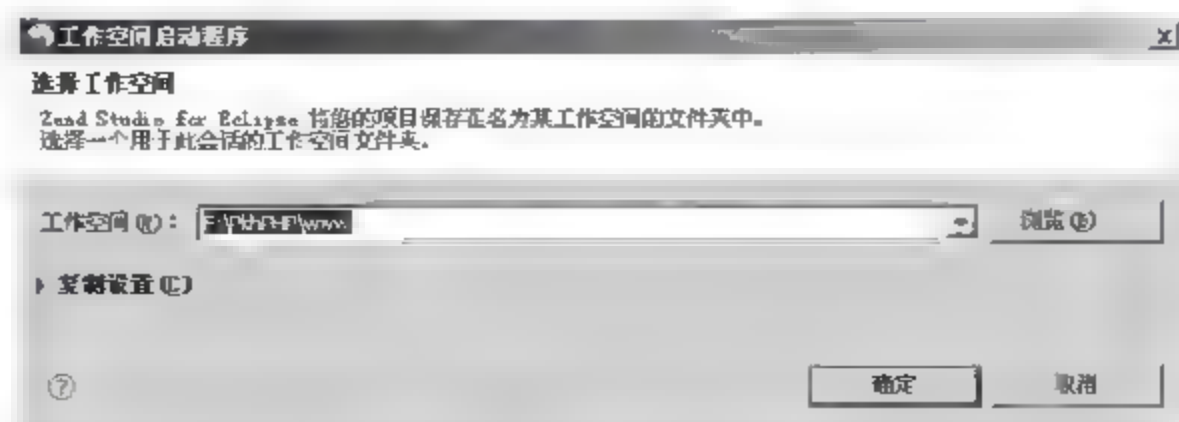 工作空间启动程序
选择工作空间
Zend Studio for Eclipse 将您的项目保存在名为某工作空间的文件夹中。
选择一个用于此会话的工作空间文件夹。
工作空间(W): 浏览(B)
复制设置(C)
确定 取消